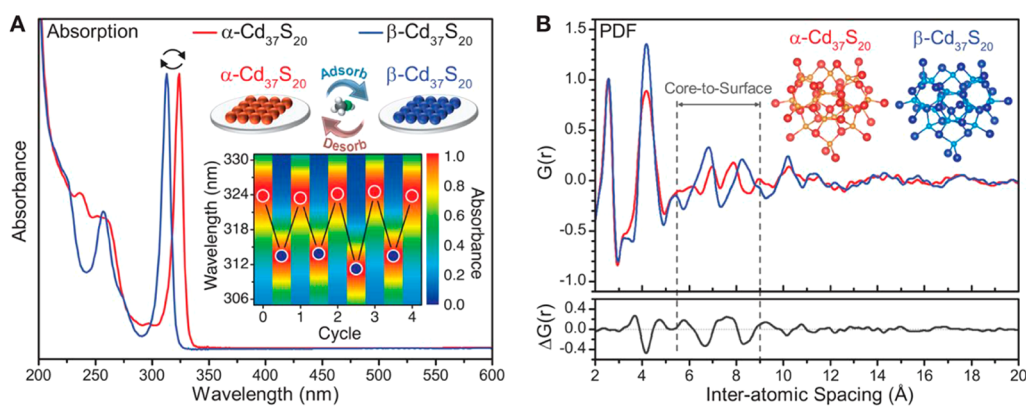 A
Absorption
α-Cd37S20
β-Cd37S20
α-Cd37S20
Adsorb
β-Cd37S20
Desorb
Absorbance
Wavelength (nm)
330
324
318
312
306
0
1
2
3
4
Cycle
1.0
0.8
0.6
0.4
0.2
0.0
Absorbance
200
250
300
350
400
450
500
550
600
Wavelength (nm)
B
PDF
α-Cd37S20
β-Cd37S20
Core-to-Surface
G(r)
1.5
1.0
0.5
0.0
-0.5
-1.0
ΔG(r)
0.4
0.0
-0.4
2
4
6
8
10
12
14
16
18
20
Inter-atomic Spacing (Å)